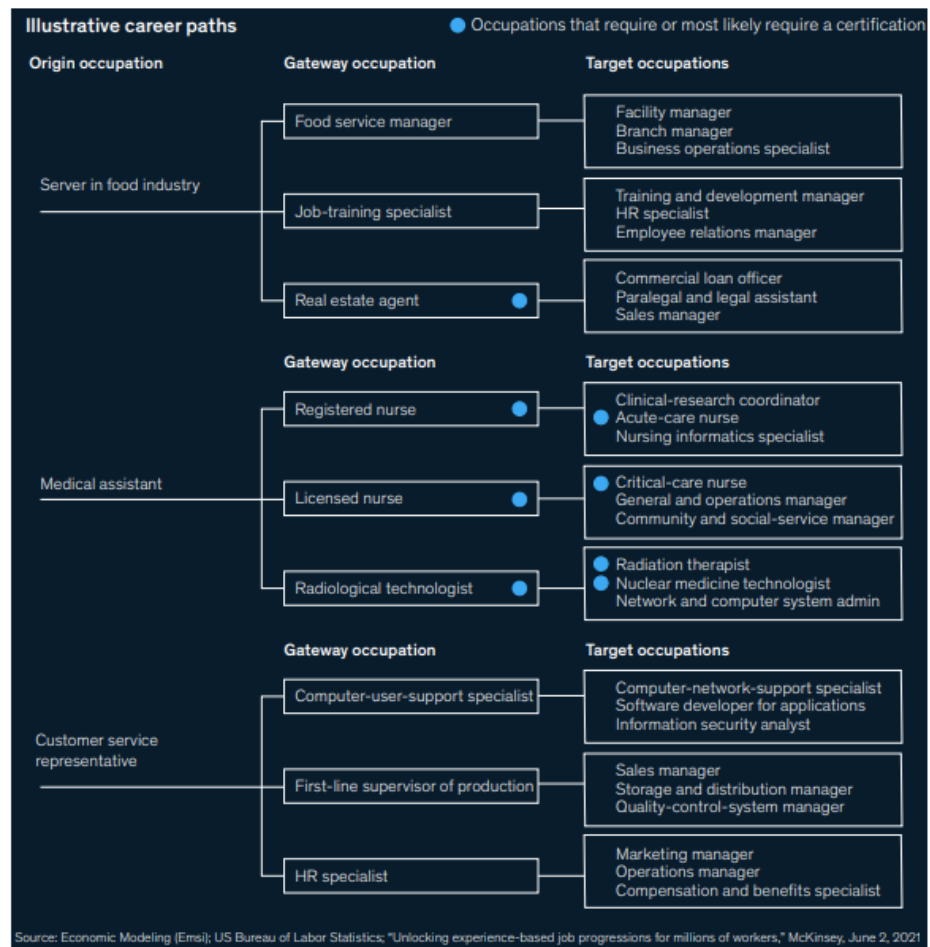 Illustrative career paths
Occupations that require or most likely require a certification
Origin occupation
Gateway occupation
Target occupations
Server in food industry
Food service manager
Facility manager
Branch manager
Business operations specialist
Job-training specialist
Training and development manager
HR specialist
Employee relations manager
Real estate agent
Commercial loan officer
Paralegal and legal assistant
Sales manager
Gateway occupation
Target occupations
Medical assistant
Registered nurse
Clinical-research coordinator
Acute-care nurse
Nursing informatics specialist
Licensed nurse
Critical-care nurse
General and operations manager
Community and social-service manager
Radiological technologist
Radiation therapist
Nuclear medicine technologist
Network and computer system admin
Gateway occupation
Target occupations
Customer service
representative
Computer-user-support specialist
Computer-network-support specialist
Software developer for applications
Information security analyst
First-line supervisor of production
Sales manager
Storage and distribution manager
Quality-control-system manager
HR specialist
Marketing manager
Operations manager
Compensation and benefits specialist
Source: Economic Modeling (Emsi); US Bureau of Labor Statistics; "Unlocking experience-based job progressions for millions of workers," McKinsey, June 2, 2021